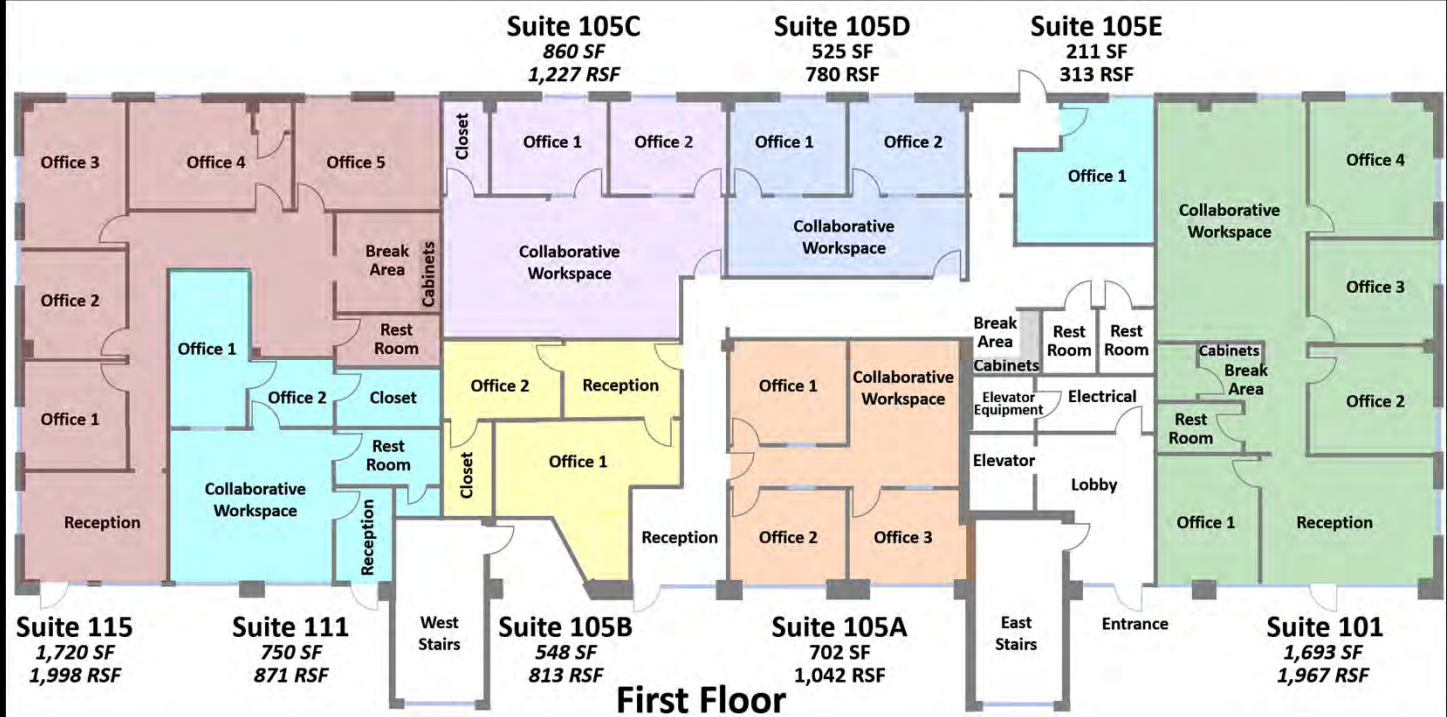 Suite 105C
860 SF
1,227 RSF
Suite 105D
525 SF
780 RSF
Suite 105E
211 SF
313 RSF
Office 3
Office 4
Office 5
Closet
Office 1
Office 2
Office 1
Office 2
Office 1
Collaborative
Workspace
Office 4
Break
Area
Cabinets
Collaborative
Workspace
Collaborative
Workspace
Office 2
Office 3
Office 1
Rest
Room
Break
Area
Cabinets
Rest
Room
Rest
Room
Cabinets
Break
Area
Office 2
Closet
Office 2
Reception
Office 1
Collaborative
Workspace
Elevator
Equipment
Electrical
Office 2
Office 1
Rest
Room
Rest
Room
Collaborative
Workspace
Closet
Office 1
Elevator
Lobby
Reception
Reception
Reception
Office 2
Office 3
Office 1
Reception
Suite 115
1,720 SF
1,998 RSF
Suite 111
750 SF
871 RSF
West
Stairs
Suite 105B
548 SF
813 RSF
Suite 105A
702 SF
1,042 RSF
East
Stairs
Entrance
Suite 101
1,693 SF
1,967 RSF
First Floor